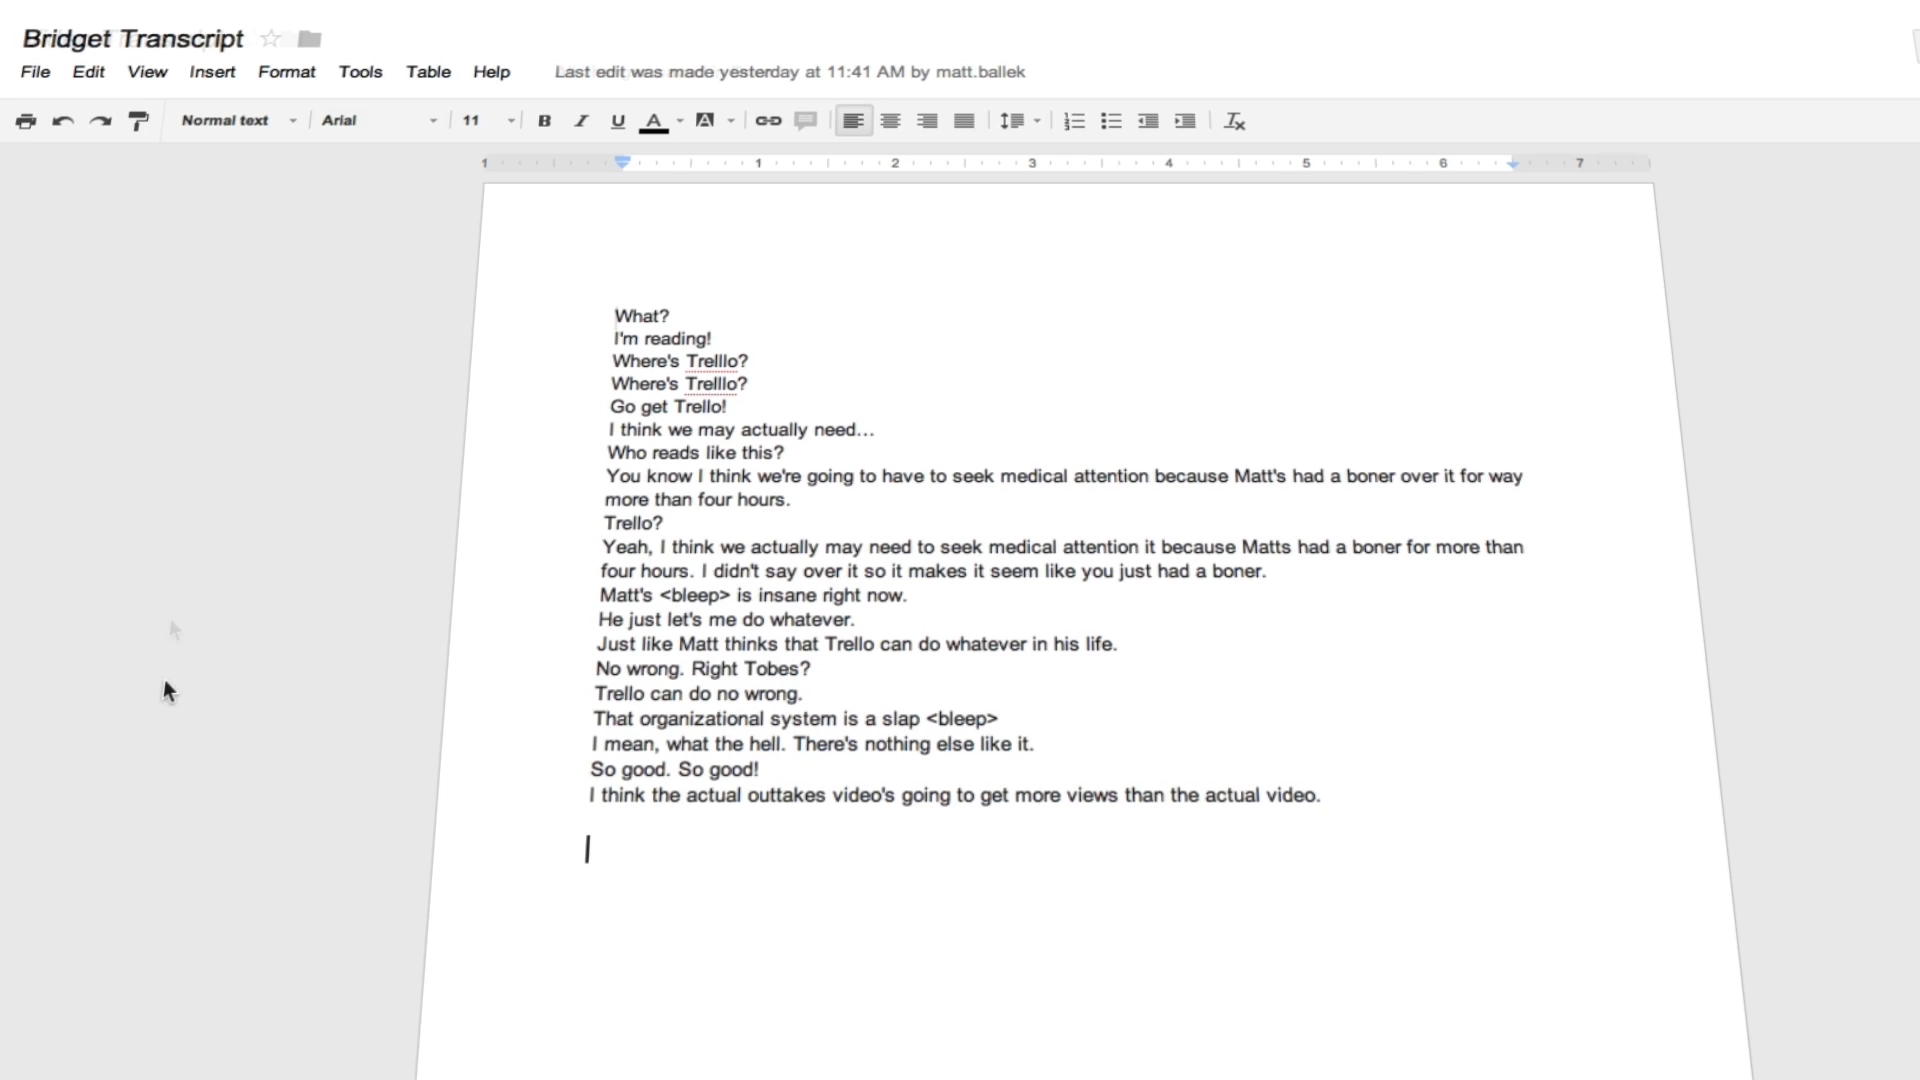 Bridget Transcript
File Edit View Insert Format Tools Table Help Last edit was made yesterday at 11:41 AM by matt.ballek
Normal text Arial 11 B I U A A
1 1 2 3 4 5 6 7
What?
I'm reading!
Where's Trelllo?
Where's Trelllo?
Go get Trello!
I think we may actually need...
Who reads like this?
You know I think we're going to have to seek medical attention because Matt's had a boner over it for way
more than four hours.
Trello?
Yeah, I think we actually may need to seek medical attention it because Matts had a boner for more than
four hours. I didn't say over it so it makes it seem like you just had a boner.
Matt's <bleep> is insane right now.
He just let's me do whatever.
Just like Matt thinks that Trello can do whatever in his life.
No wrong. Right Tobes?
Trello can do no wrong.
That organizational system is a slap <bleep>
I mean, what the hell. There's nothing else like it.
So good. So good!
I think the actual outtakes video's going to get more views than the actual video.